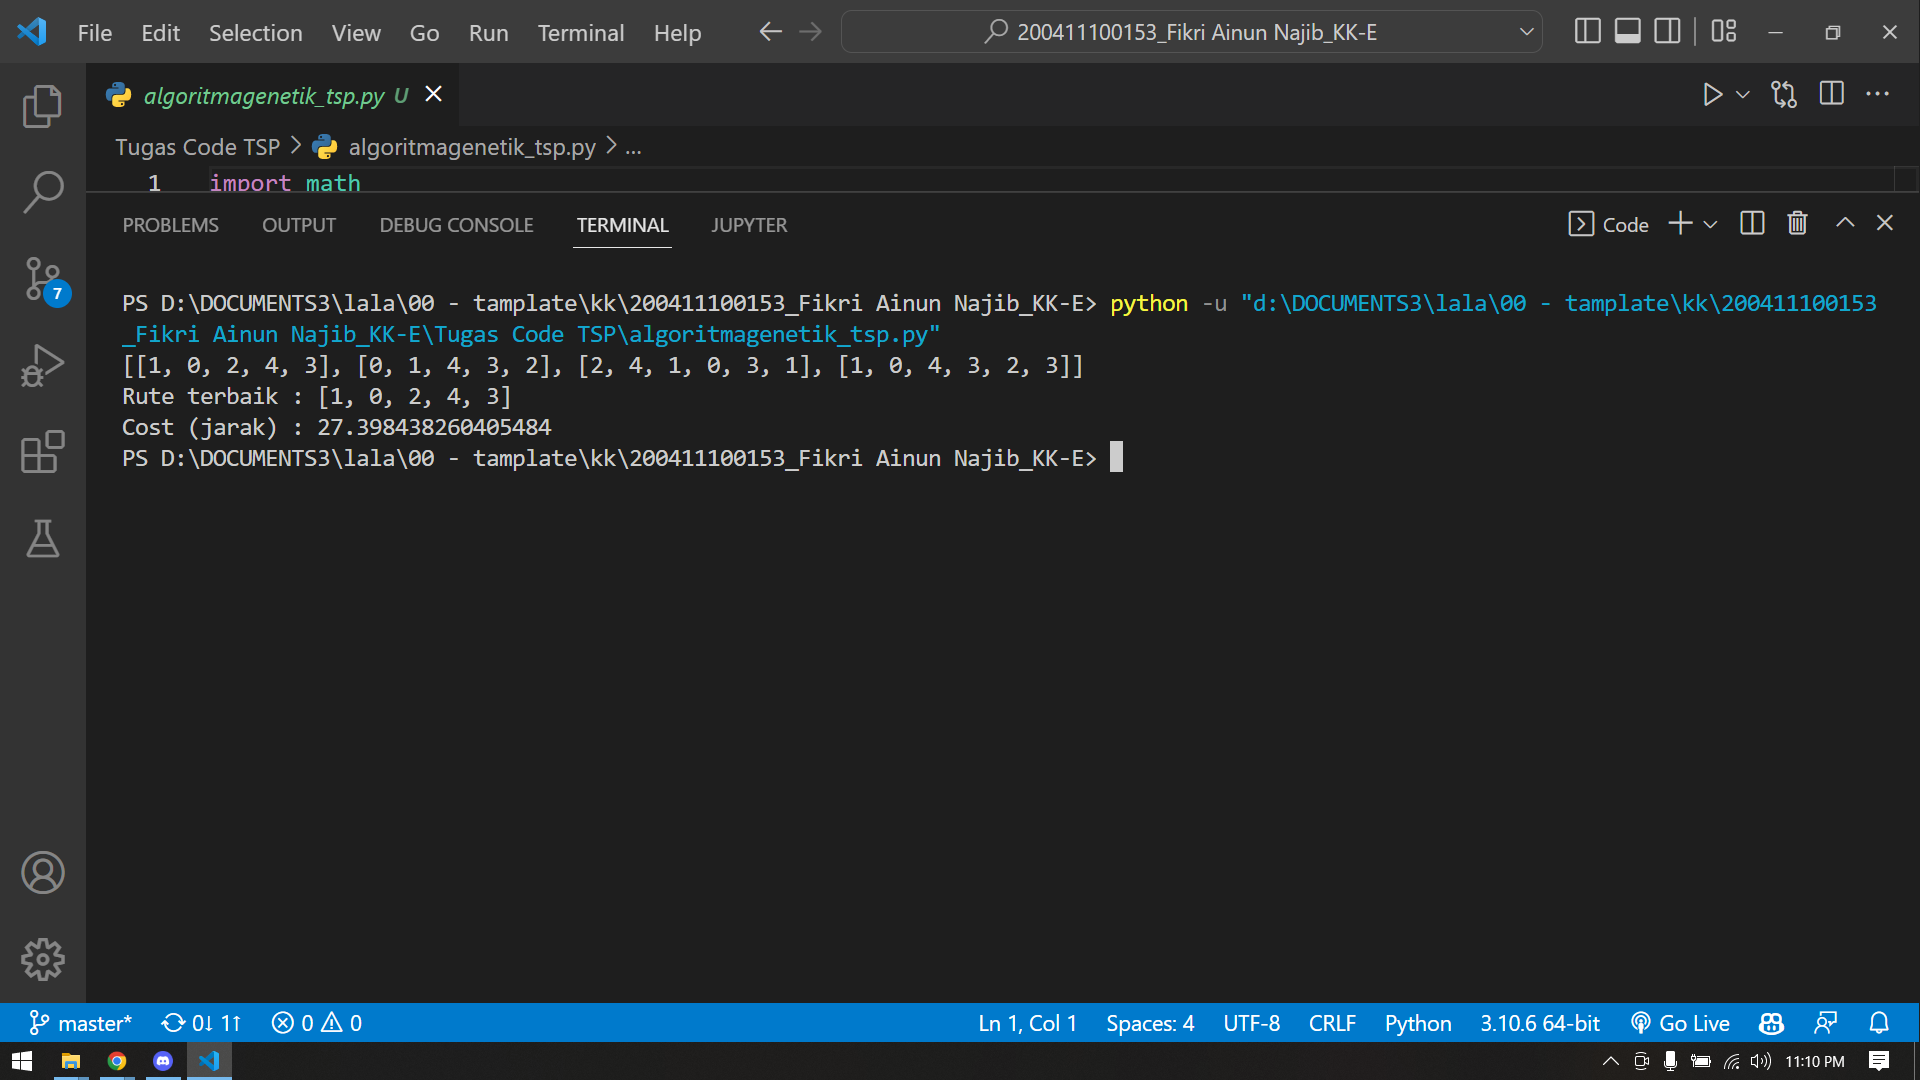 File Edit Selection View Go Run Terminal Help 200411100153_Fikri Ainun Najib_KK-E
algoritmagenetik_tsp.py U
Tugas Code TSP > algoritmagenetik_tsp.py > ...
1 import math
PROBLEMS OUTPUT DEBUG CONSOLE TERMINAL JUPYTER Code
PS D:\DOCUMENTS3\lala\00 - tamplate\kk\200411100153_Fikri Ainun Najib_KK-E> python -u "d:\DOCUMENTS3\lala\00 - tamplate\kk\200411100153
_Fikri Ainun Najib_KK-E\Tugas Code TSP\algoritmagenetik_tsp.py"
[[1, 0, 2, 4, 3], [0, 1, 4, 3, 2], [2, 4, 1, 0, 3, 1], [1, 0, 4, 3, 2, 3]]
Rute terbaik : [1, 0, 2, 4, 3]
Cost (jarak) : 27.398438260405484
PS D:\DOCUMENTS3\lala\00 - tamplate\kk\200411100153_Fikri Ainun Najib_KK-E>
7
master* 0↓ 1↑ 0 0 Ln 1, Col 1 Spaces: 4 UTF-8 CRLF Python 3.10.6 64-bit Go Live
11:10 PM